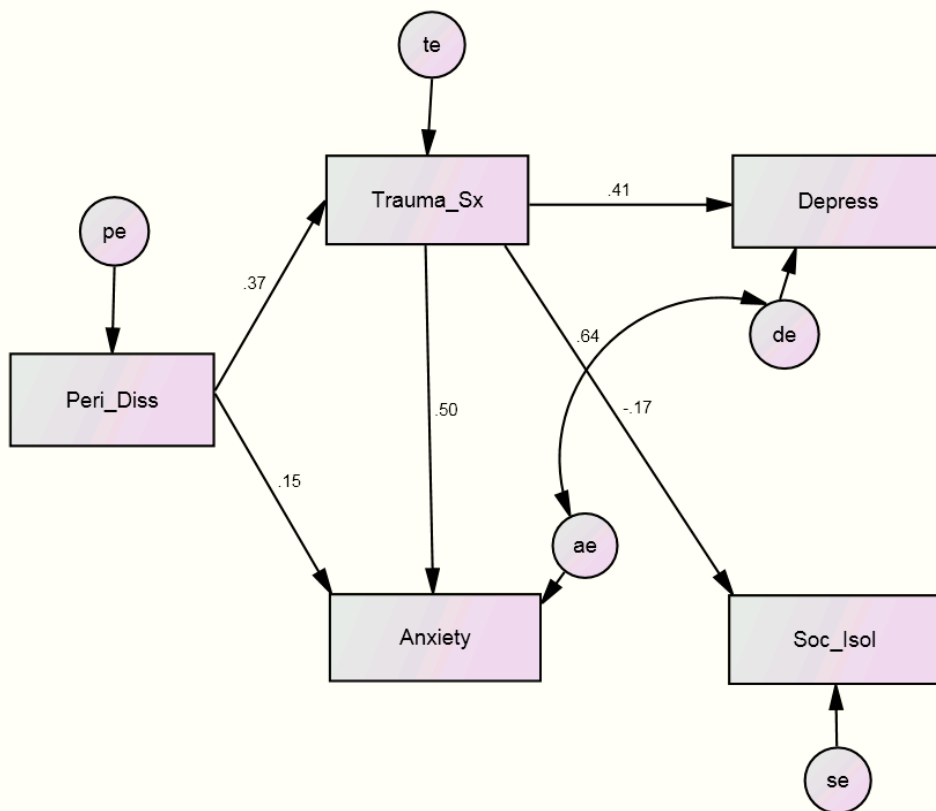 te
Trauma_Sx
.41
Depress
pe
.37
.64
de
Peri_Diss
.50
-.17
.15
ae
Anxiety
Soc_Isol
se